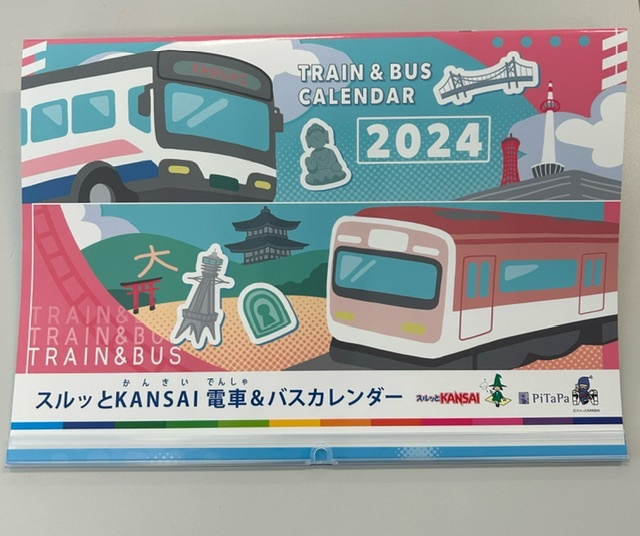 TRAIN & BUS
CALENDAR
2024
大
TRAIN&BUS
TRAIN&BUS
TRAIN&BUS
かんさい でんしゃ
スルッとKANSAI 電車&バスカレンダー
スルッとKANSAI
PiTaPa